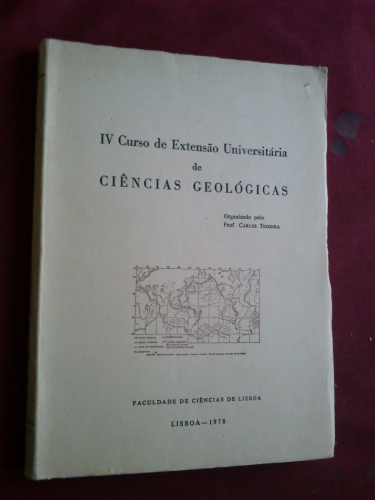 IV Curso de Extensão Universitária
de
CIÊNCIAS GEOLÓGICAS
Organizado pelo
Prof. CARLOS TEIXEIRA
FACULDADE DE CIÊNCIAS DE LISBOA
LISBOA—1978